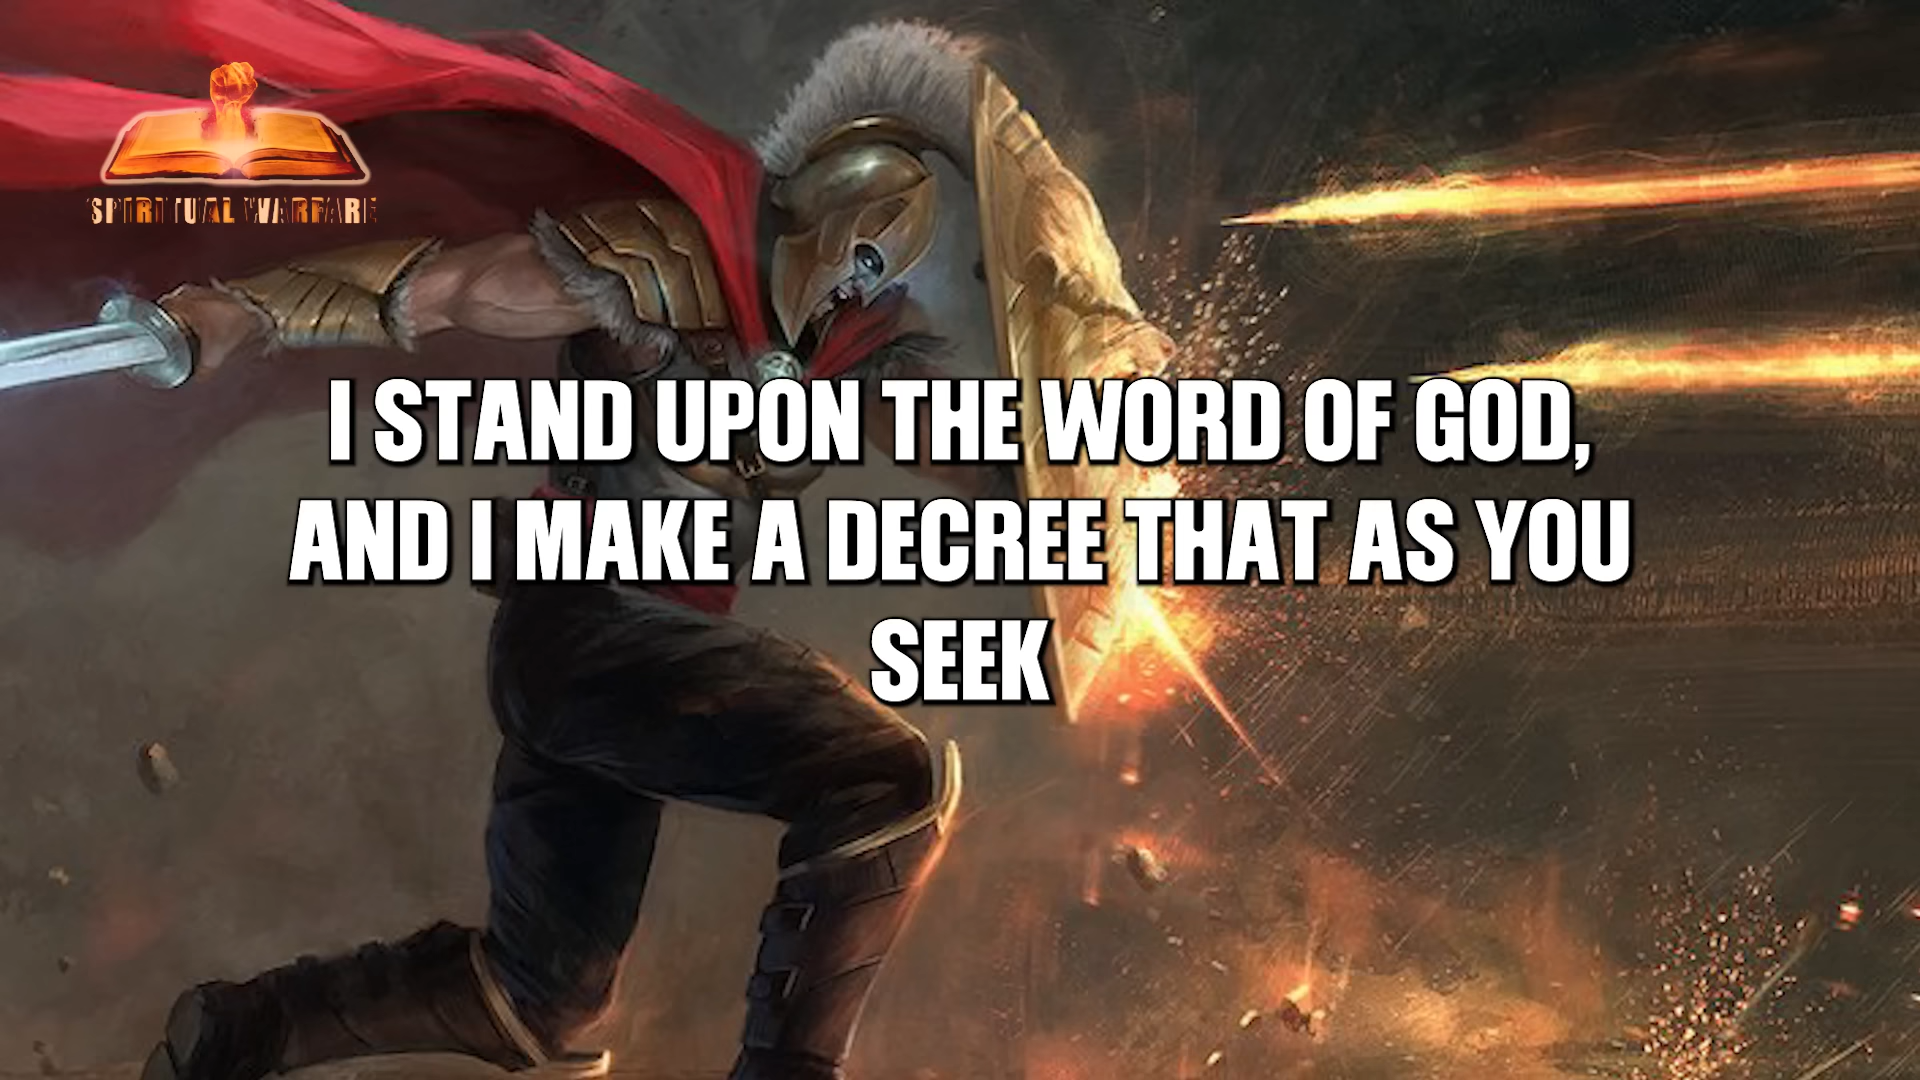 SPIRITUAL WARFARE
I STAND UPON THE WORD OF GOD,
AND I MAKE A DECREE THAT AS YOU
SEEK